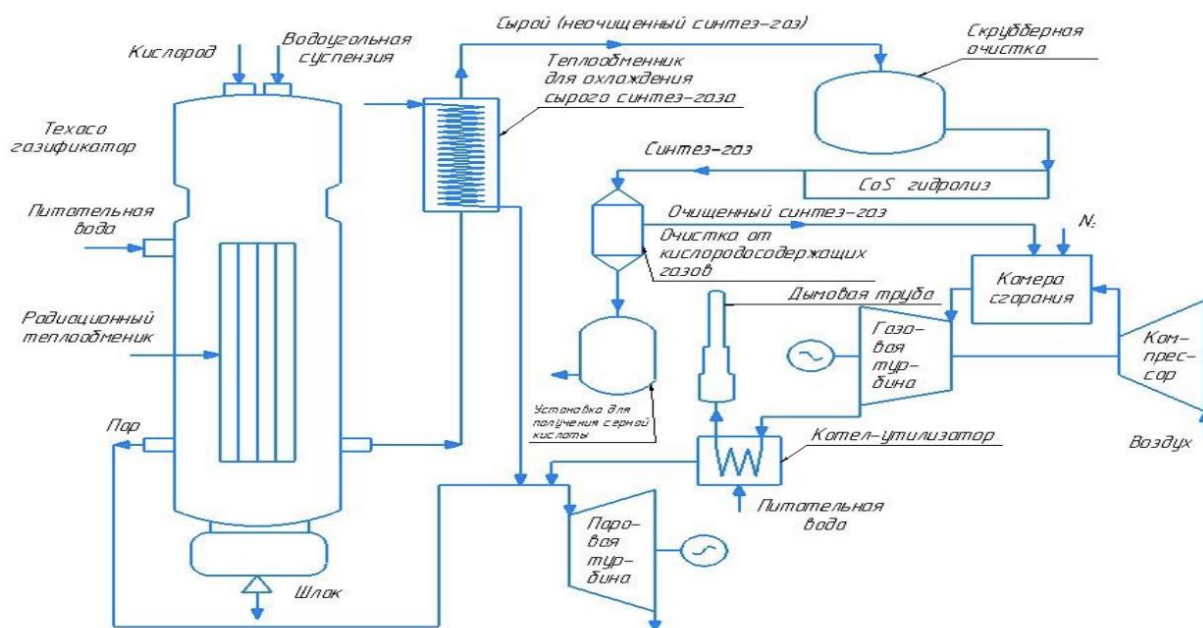 Кислород
Водоугольная
суспензия
Сырой (неочищенный синтез-газ)
Скрубберная
очистка
Теплообменник
для охлаждения
сырого синтез-газа
Техасо
газификатор
Синтез-газ
CoS гидролиз
Питательная
вода
Очищенный синтез-газ
N₂
Очистка от
кислородосодержащих
газов
Камера
сгорания
Дымовая труба
Радиационный
теплообменик
Газо-
вая
тур-
бина
Ком-
прес-
сор
Установка для
получения серной
кислоты
Пар
Котел-утилизатор
Воздух
Питательная
вода
Паро-
вая
тур-
бина
Шлак